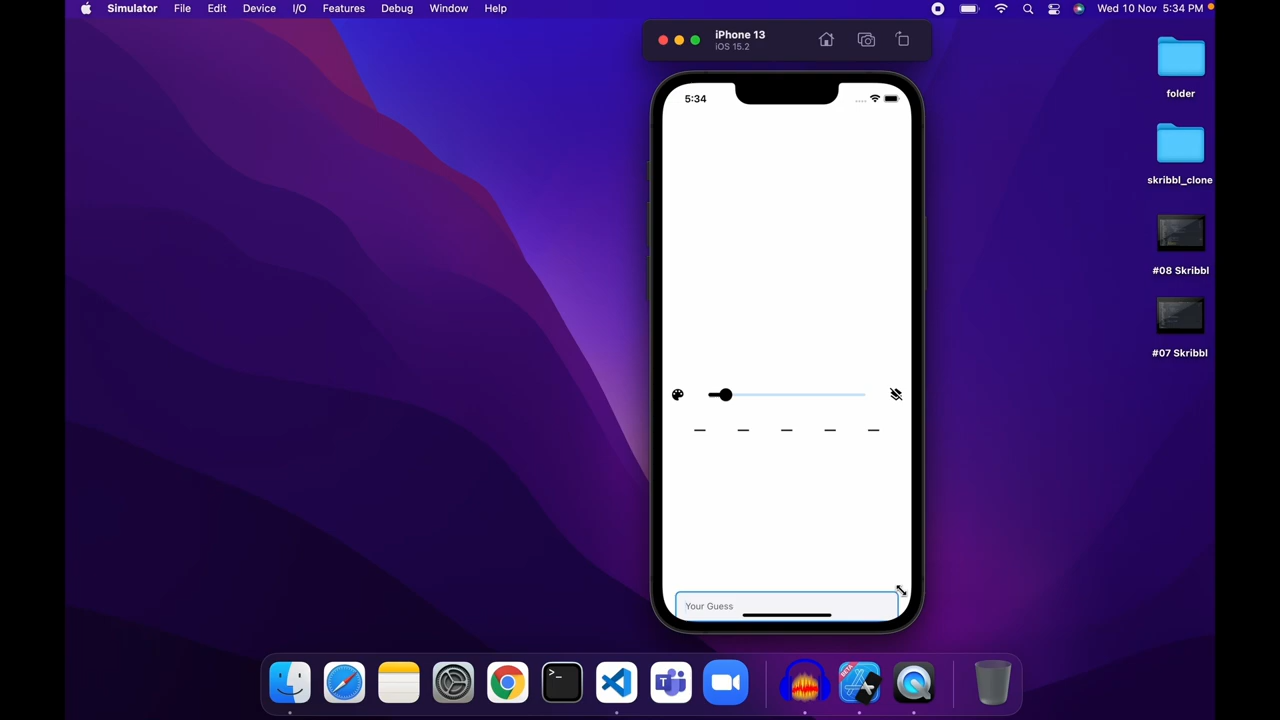 Simulator File Edit Device I/O Features Debug Window Help Wed 10 Nov 5:34 PM
iPhone 13
iOS 15.2
folder
5:34
skribbl_clone
#08 Skribbl
#07 Skribbl
Your Guess
BETA
>_
T